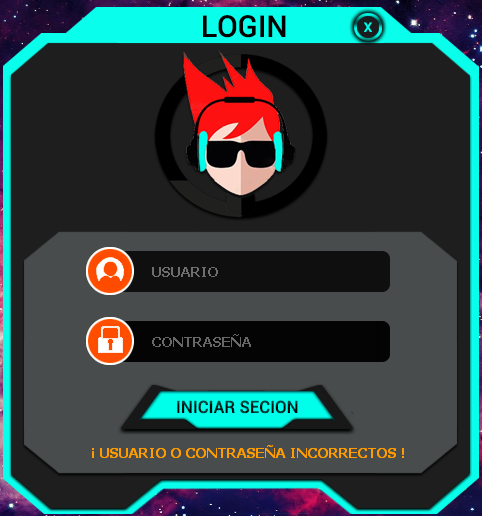 LOGIN
X
USUARIO
CONTRASEÑA
INICIAR SECION
¡ USUARIO O CONTRASEÑA INCORRECTOS !